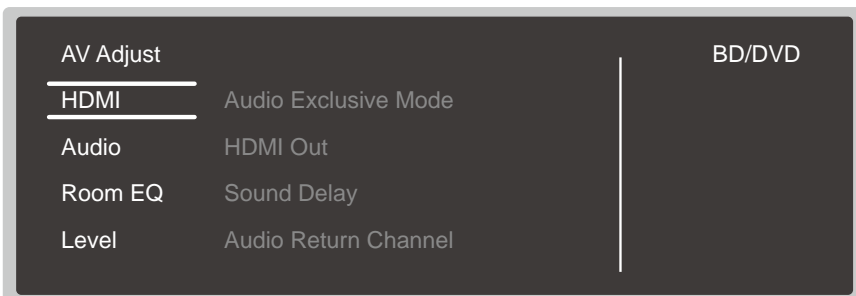 AV Adjust BD/DVD
HDMI Audio Exclusive Mode
Audio HDMI Out
Room EQ Sound Delay
Level Audio Return Channel